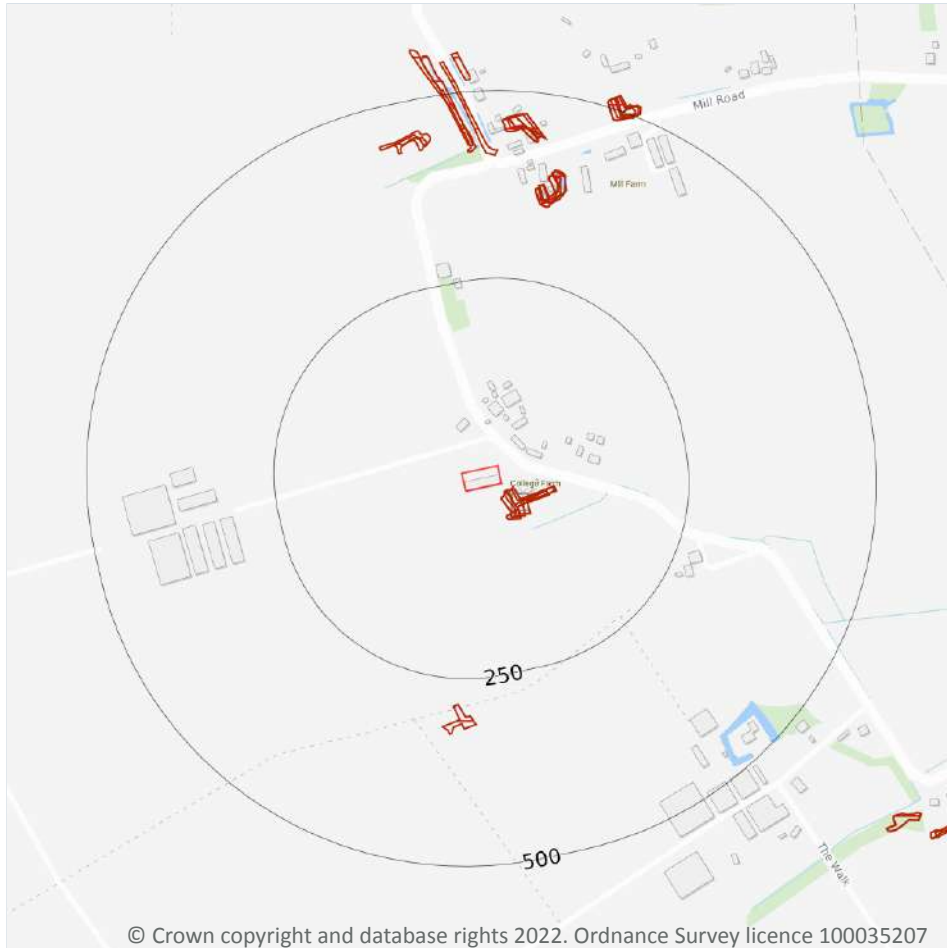 Mill Road
Mill Farm
College Farm
250
500
The Walk
© Crown copyright and database rights 2022. Ordnance Survey licence 100035207